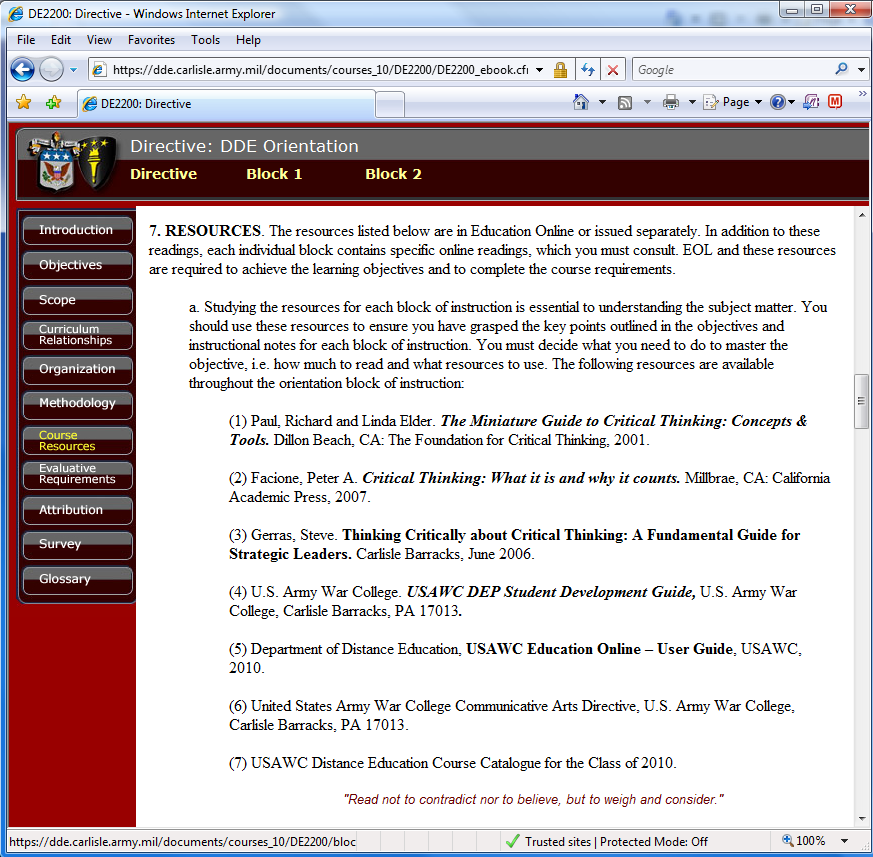 DE2200: Directive - Windows Internet Explorer
File Edit View Favorites Tools Help
https://dde.carlisle.army.mil/documents/courses_10/DE2200/DE2200_ebook.cfm
Google
DE2200: Directive
Page
Directive: DDE Orientation
Directive Block 1 Block 2
Introduction
Objectives
Scope
Curriculum
Relationships
Organization
Methodology
Course
Resources
Evaluative
Requirements
Attribution
Survey
Glossary
7. RESOURCES. The resources listed below are in Education Online or issued separately. In addition to these
readings, each individual block contains specific online readings, which you must consult. EOL and these resources
are required to achieve the learning objectives and to complete the course requirements.
a. Studying the resources for each block of instruction is essential to understanding the subject matter. You
should use these resources to ensure you have grasped the key points outlined in the objectives and
instructional notes for each block of instruction. You must decide what you need to do to master the
objective, i.e. how much to read and what resources to use. The following resources are available
throughout the orientation block of instruction:
(1) Paul, Richard and Linda Elder. The Miniature Guide to Critical Thinking: Concepts &
Tools. Dillon Beach, CA: The Foundation for Critical Thinking, 2001.
(2) Facione, Peter A. Critical Thinking: What it is and why it counts. Millbrae, CA: California
Academic Press, 2007.
(3) Gerras, Steve. Thinking Critically about Critical Thinking: A Fundamental Guide for
Strategic Leaders. Carlisle Barracks, June 2006.
(4) U.S. Army War College. USAWC DEP Student Development Guide, U.S. Army War
College, Carlisle Barracks, PA 17013.
(5) Department of Distance Education, USAWC Education Online – User Guide, USAWC,
2010.
(6) United States Army War College Communicative Arts Directive, U.S. Army War College,
Carlisle Barracks, PA 17013.
(7) USAWC Distance Education Course Catalogue for the Class of 2010.
"Read not to contradict nor to believe, but to weigh and consider."
https://dde.carlisle.army.mil/documents/courses_10/DE2200/bloc
Trusted sites | Protected Mode: Off
100%